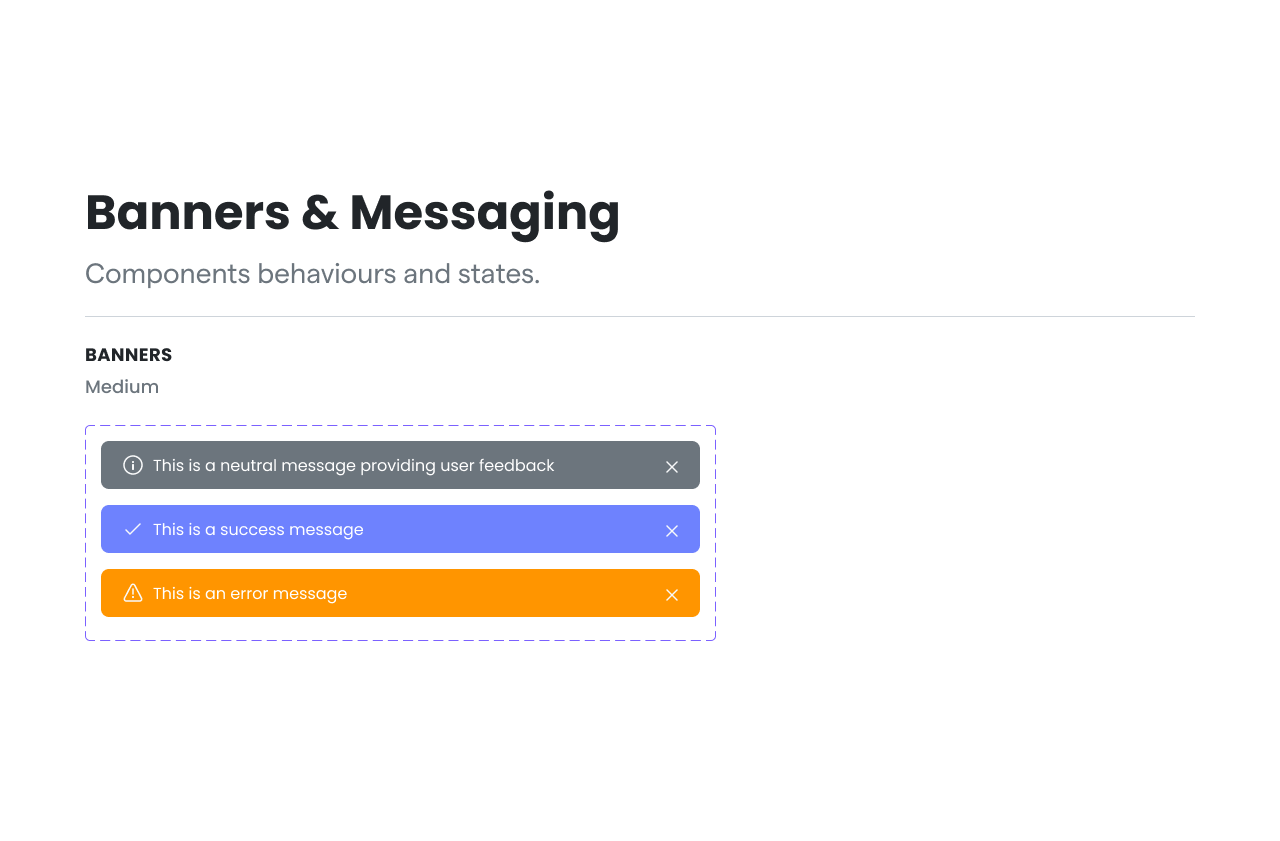 Banners & Messaging
Components behaviours and states.
BANNERS
Medium
This is a neutral message providing user feedback
This is a success message
This is an error message